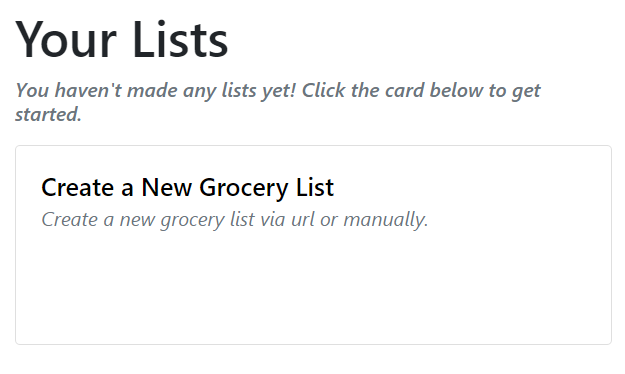 Your Lists
You haven't made any lists yet! Click the card below to get
started.
Create a New Grocery List
Create a new grocery list via url or manually.